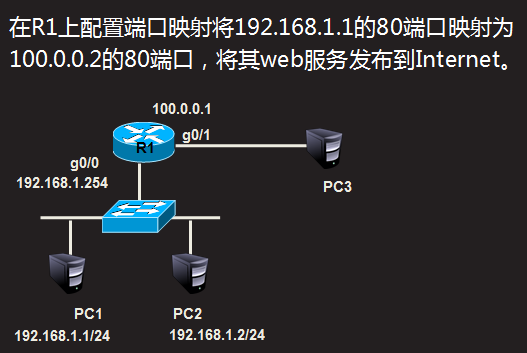 在R1上配置端口映射将192.168.1.1的80端口映射为
100.0.0.2的80端口，将其web服务发布到Internet。
100.0.0.1
g0/1
R1
g0/0
192.168.1.254
PC3
PC1
PC2
192.168.1.1/24
192.168.1.2/24